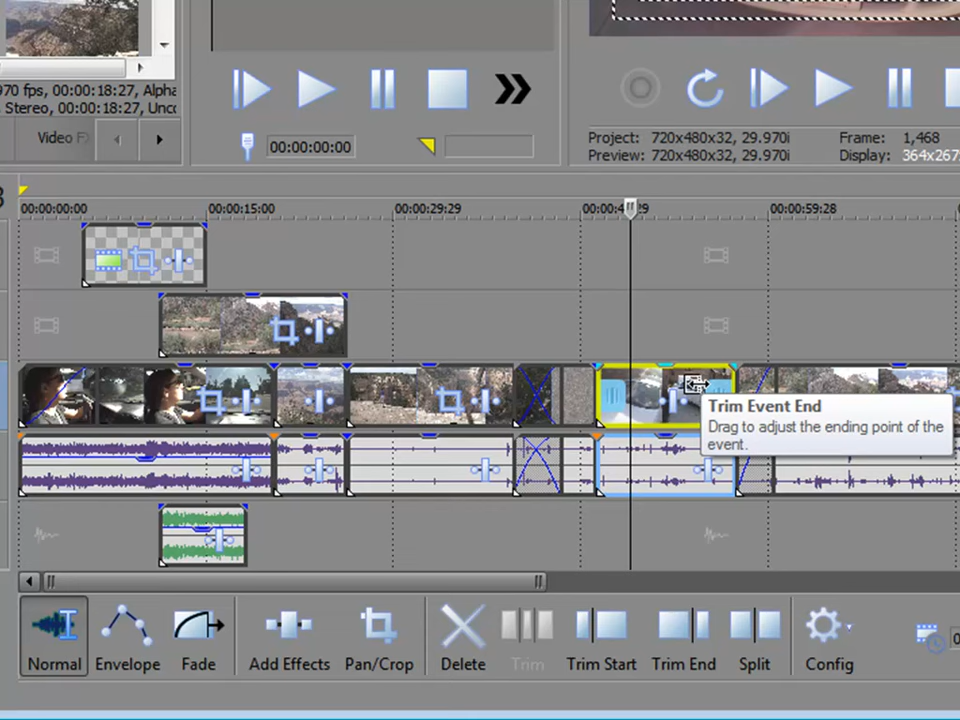 970 fps, 00:00:18:27, Alpha
Stereo, 00:00:18:27, Unco
Video FX
00:00:00:00
Project: 720x480x32, 29.970i
Preview: 720x480x32, 29.970i
Frame: 1,468
Display: 364x267
00:00:00:00
00:00:15:00
00:00:29:29
00:00:4
29
00:00:59:28
Trim Event End
Drag to adjust the ending point of the
event.
Normal
Envelope
Fade
Add Effects
Pan/Crop
Delete
Trim
Trim Start
Trim End
Split
Config